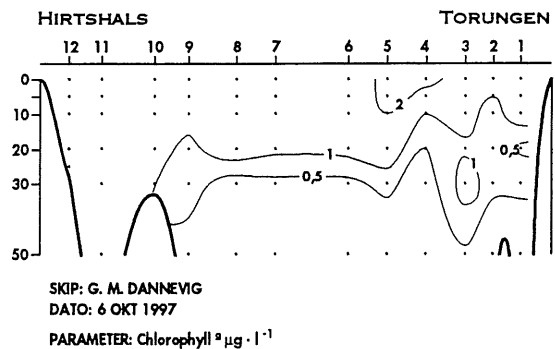 HIRTSHALS TORUNGEN
12 11 10 9 8 7 6 5 4 3 2 1
0
10
20
30
50
2
1
0,5
1
0,5
SKIP: G. M. DANNEVIG
DATO: 6 OKT 1997
PARAMETER: Chlorophyll ª µg · l⁻¹